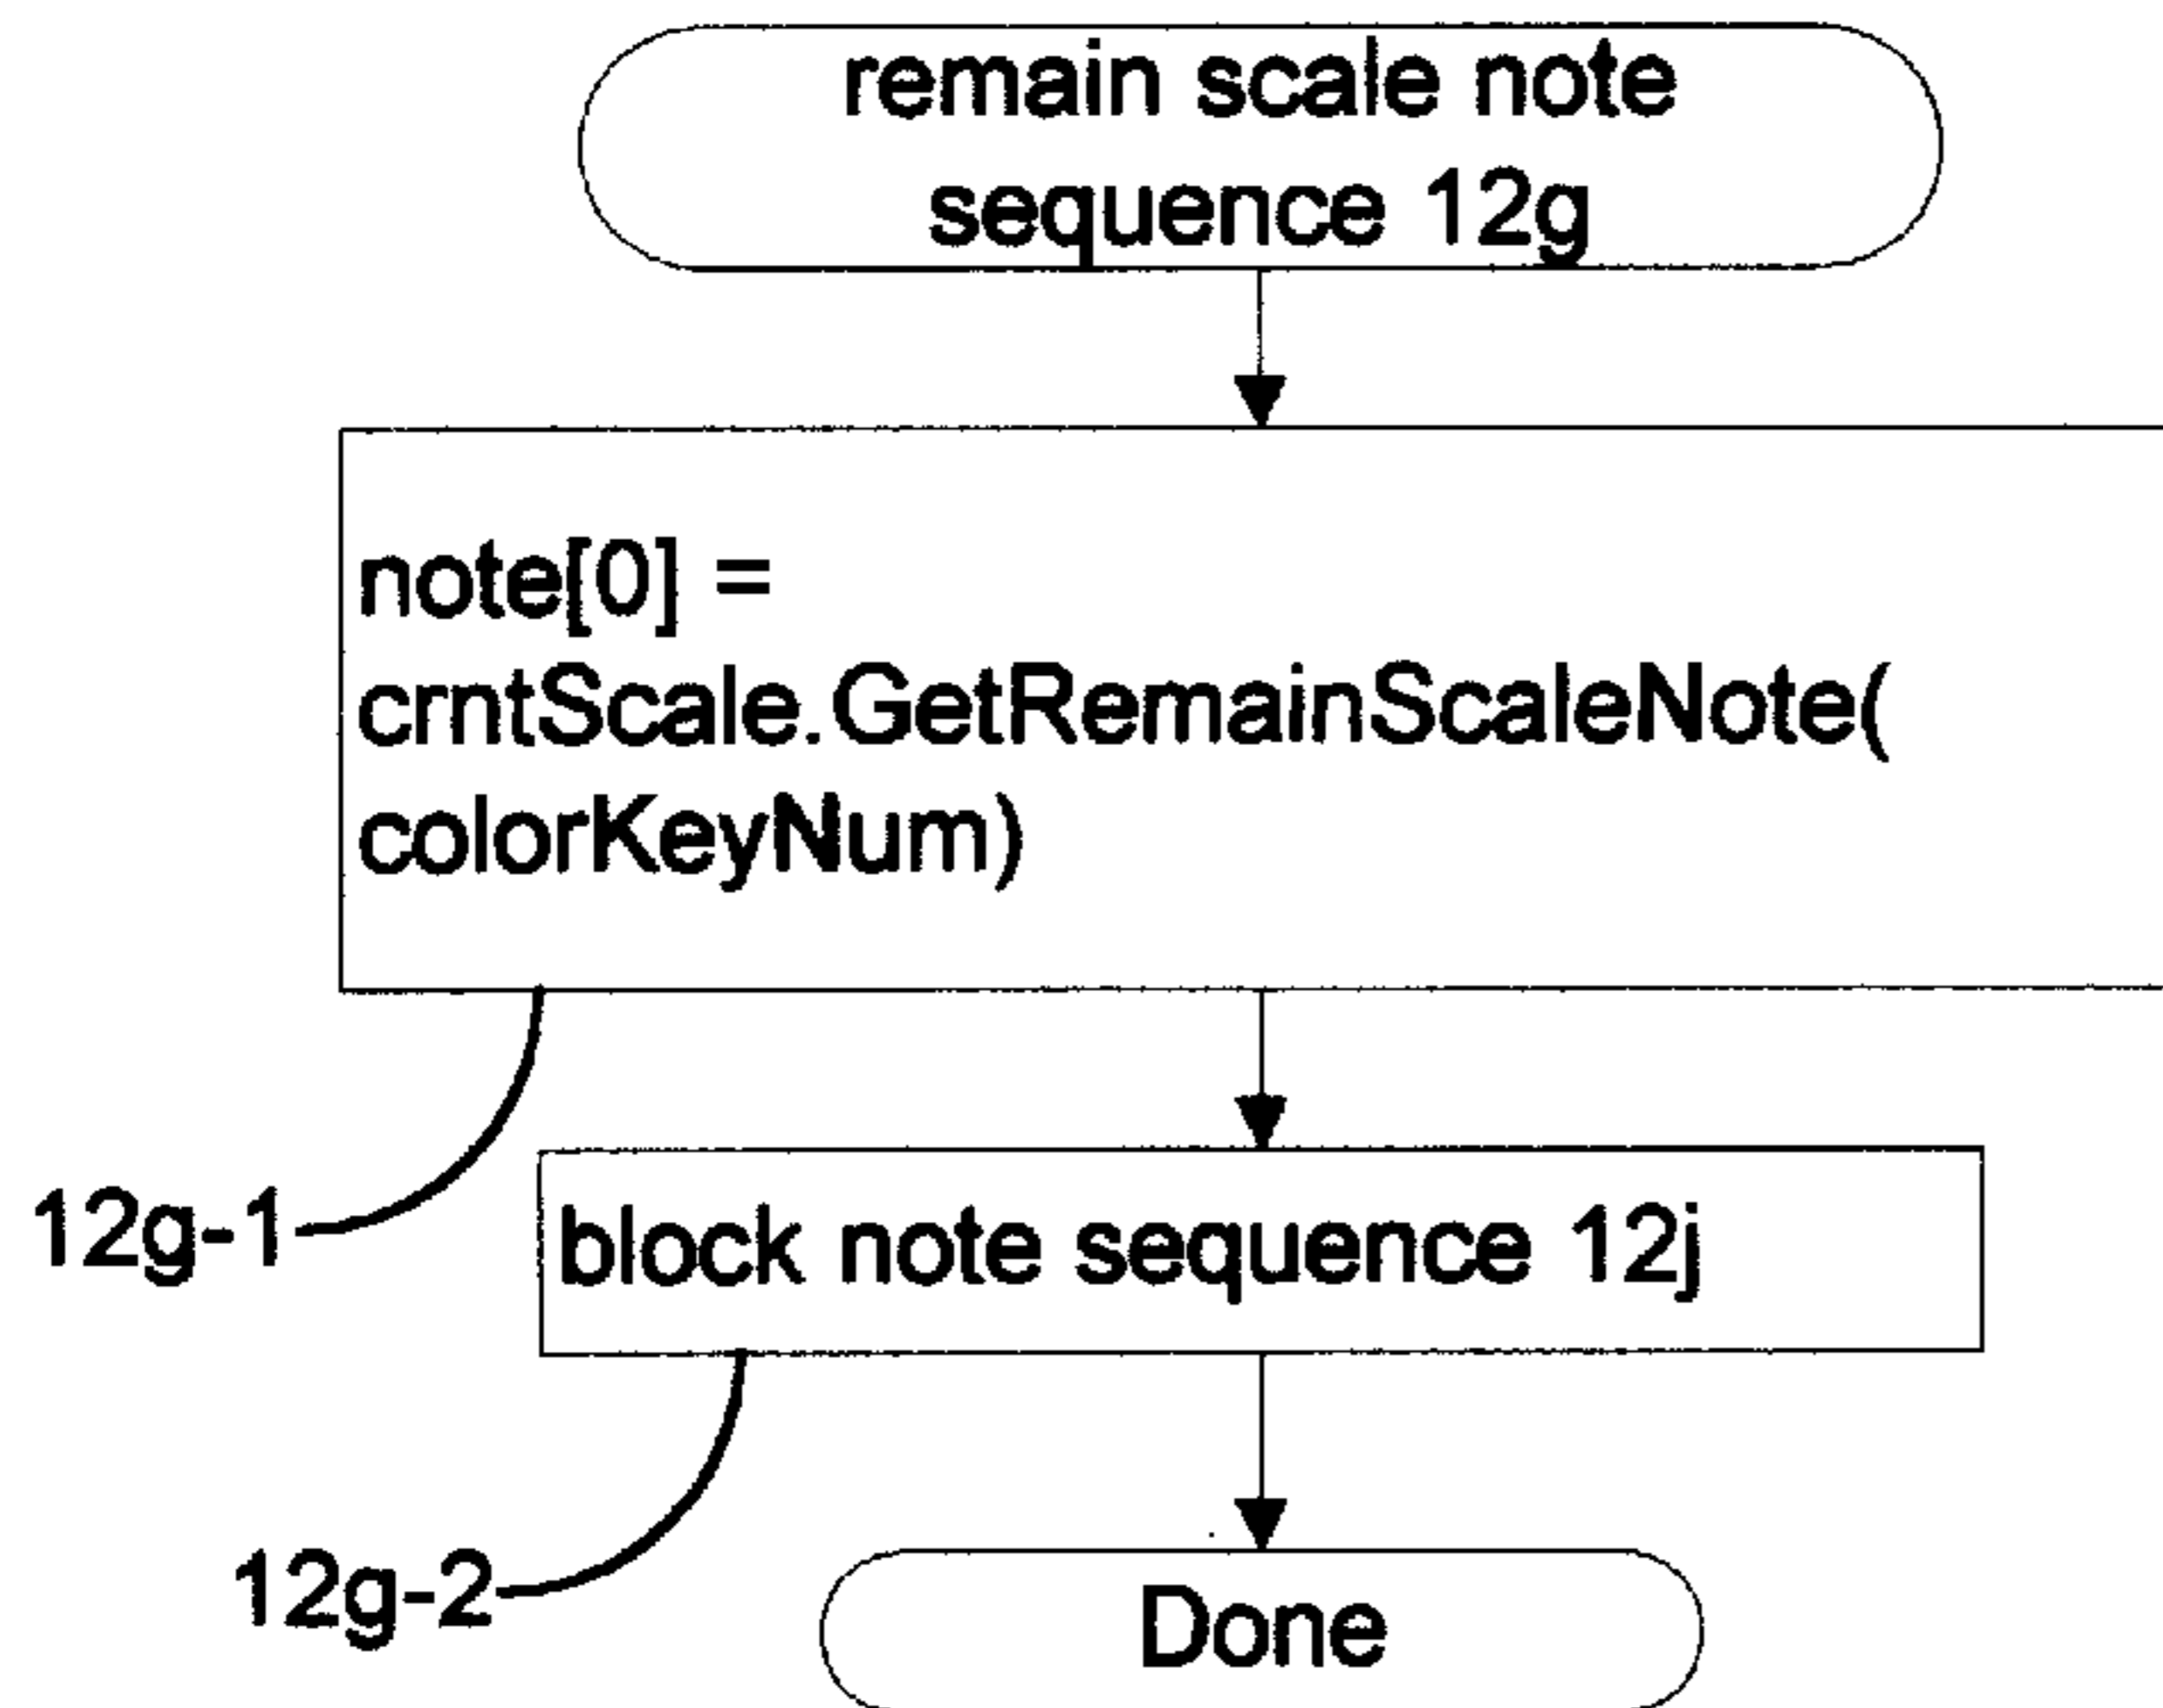 remain scale note
sequence 12g
note[0] =
crntScale.GetRemainScaleNote(
colorKeyNum)
12g-1
block note sequence 12j
12g-2
Done